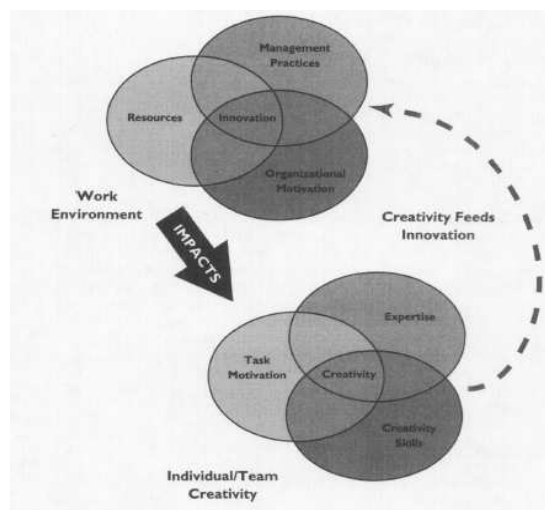 Management
Practices
Resources
Innovation
Organizational
Motivation
Work
Environment
IMPACTS
Creativity Feeds
Innovation
Expertise
Task
Motivation
Creativity
Creativity
Skills
Individual/Team
Creativity